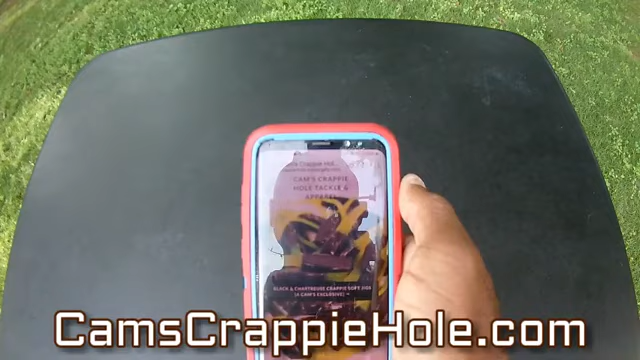 CAM'S CRAPPIE
HOLE TACKLE &
APPAREL
BLACK & CHARTREUSE CRAPPIE SOFT JIGS
(A CAM'S EXCLUSIVE)
CamsCrappieHole.com